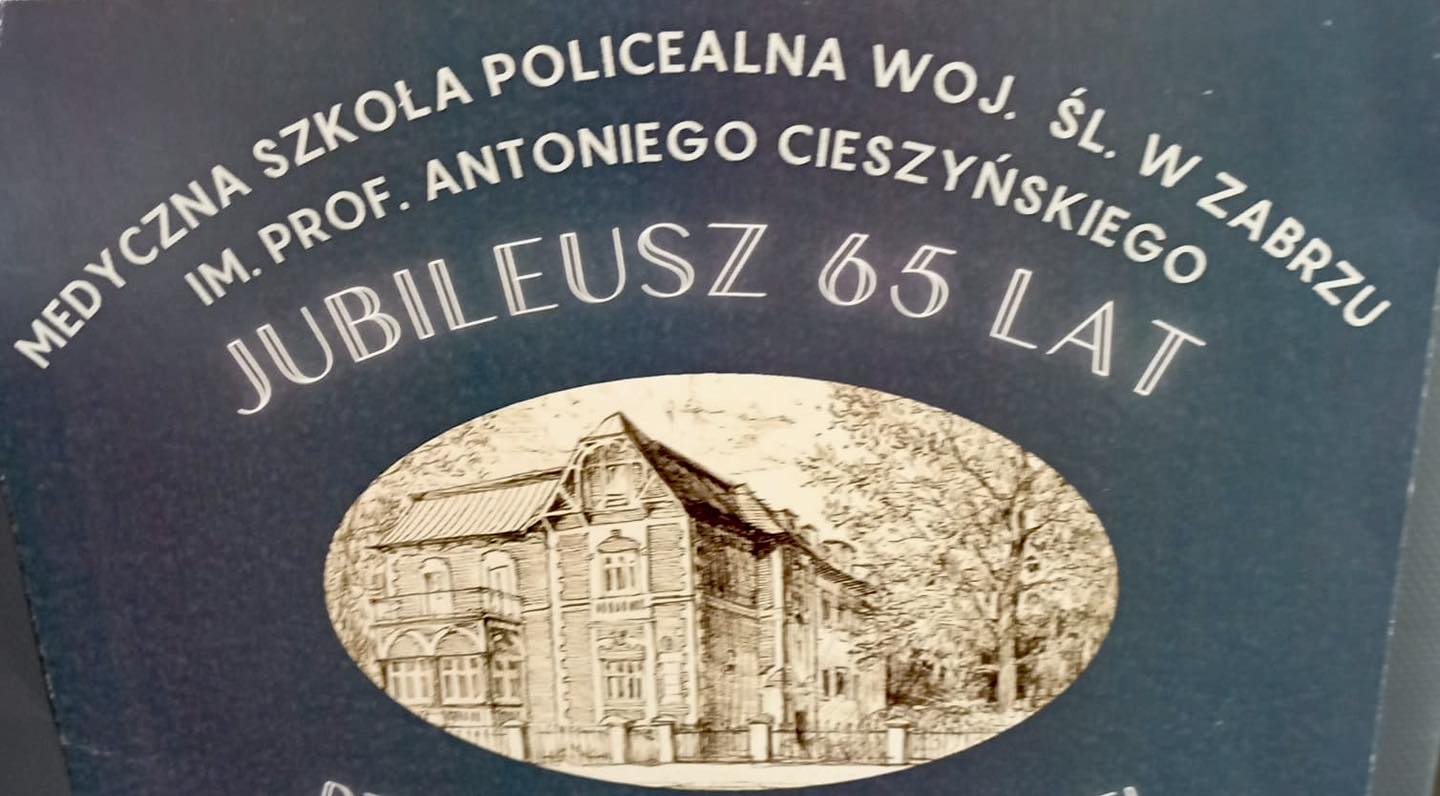 MEDYCZNA SZKOŁA POLICEALNA WOJ. ŚL. W ZABRZU
IM. PROF. ANTONIEGO CIESZYŃSKIEGO
JUBILEUSZ 65 LAT